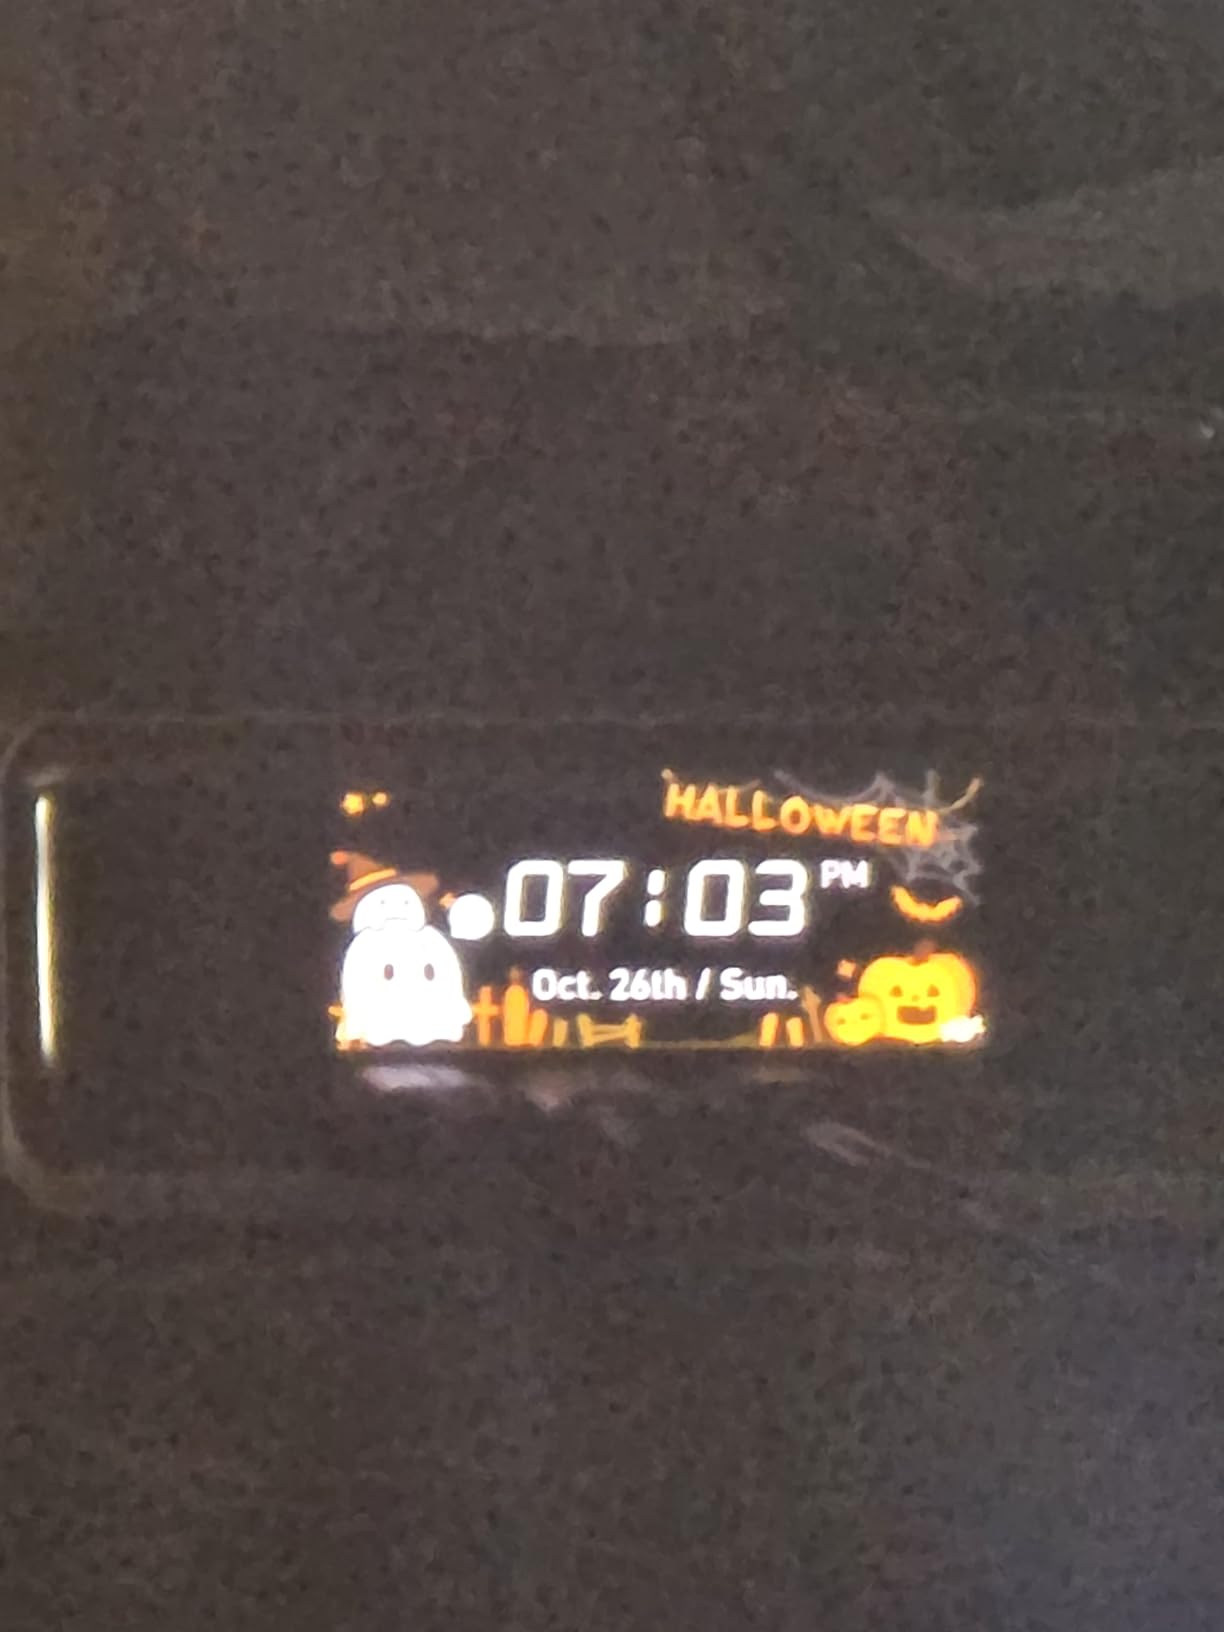 HALLOWEEN
07:03 PM
Oct. 26th / Sun.